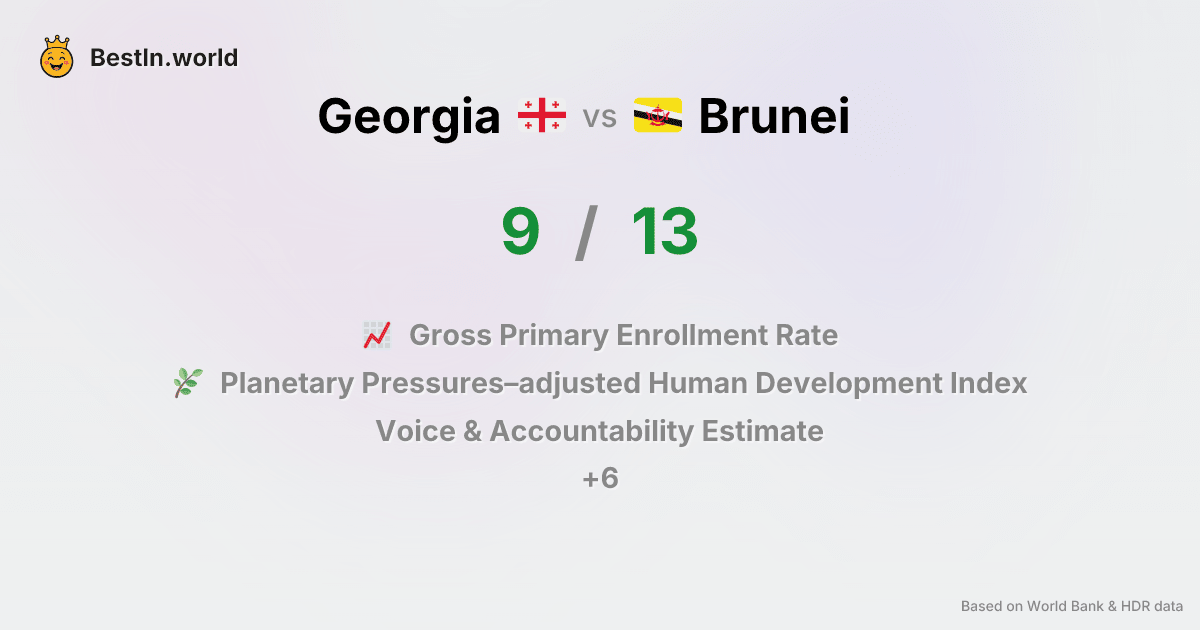 BestIn.world
Georgia vs Brunei
9 / 13
Gross Primary Enrollment Rate
Planetary Pressures–adjusted Human Development Index
Voice & Accountability Estimate
+6
Based on World Bank & HDR data